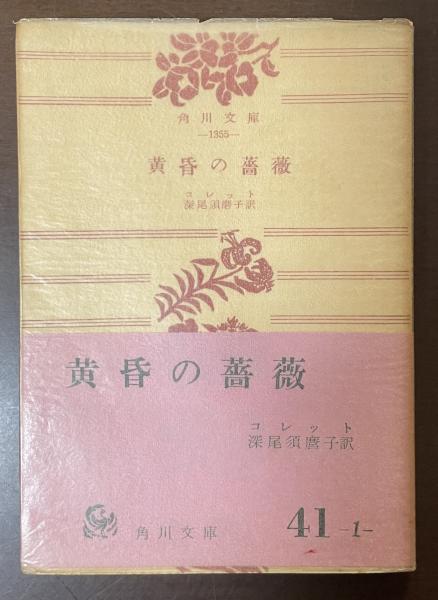 角川文庫
—1355—
黄昏の薔薇
コレット
深尾須磨子訳
黄昏の薔薇
コレット
深尾須麿子訳
角川文庫 41 -1-